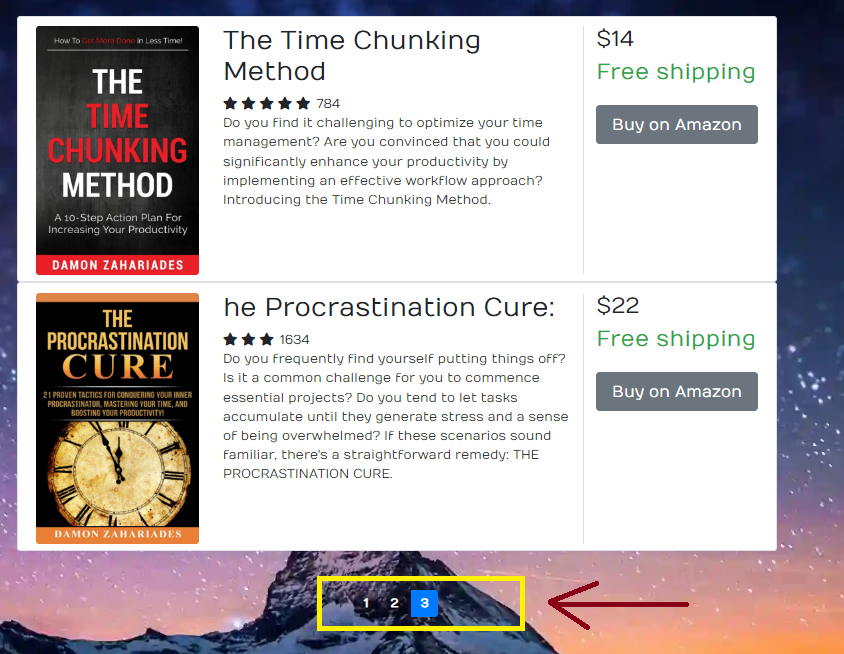 How To Get More Done In Less Time!
THE
TIME
CHUNKING
METHOD
A 10-Step Action Plan For
Increasing Your Productivity
DAMON ZAHARIADES
The Time Chunking
Method
784
Do you find it challenging to optimize your time
management? Are you convinced that you could
significantly enhance your productivity by
implementing an effective workflow approach?
Introducing the Time Chunking Method.
$14
Free shipping
Buy on Amazon
THE
PROCRASTINATION
CURE
21 PROVEN TACTICS FOR CONQUERING YOUR INNER
PROCRASTINATOR, MASTERING YOUR TIME, AND
BOOSTING YOUR PRODUCTIVITY!
DAMON ZAHARIADES
he Procrastination Cure:
1634
Do you frequently find yourself putting things off?
Is it a common challenge for you to commence
essential projects? Do you tend to let tasks
accumulate until they generate stress and a sense
of being overwhelmed? If these scenarios sound
familiar, there's a straightforward remedy: THE
PROCRASTINATION CURE.
$22
Free shipping
Buy on Amazon
1 2 3